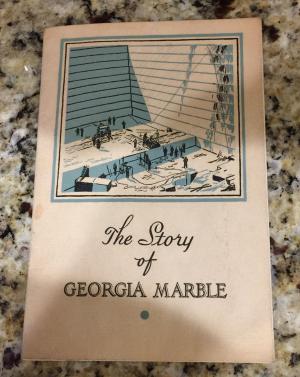 The Story
of
GEORGIA MARBLE